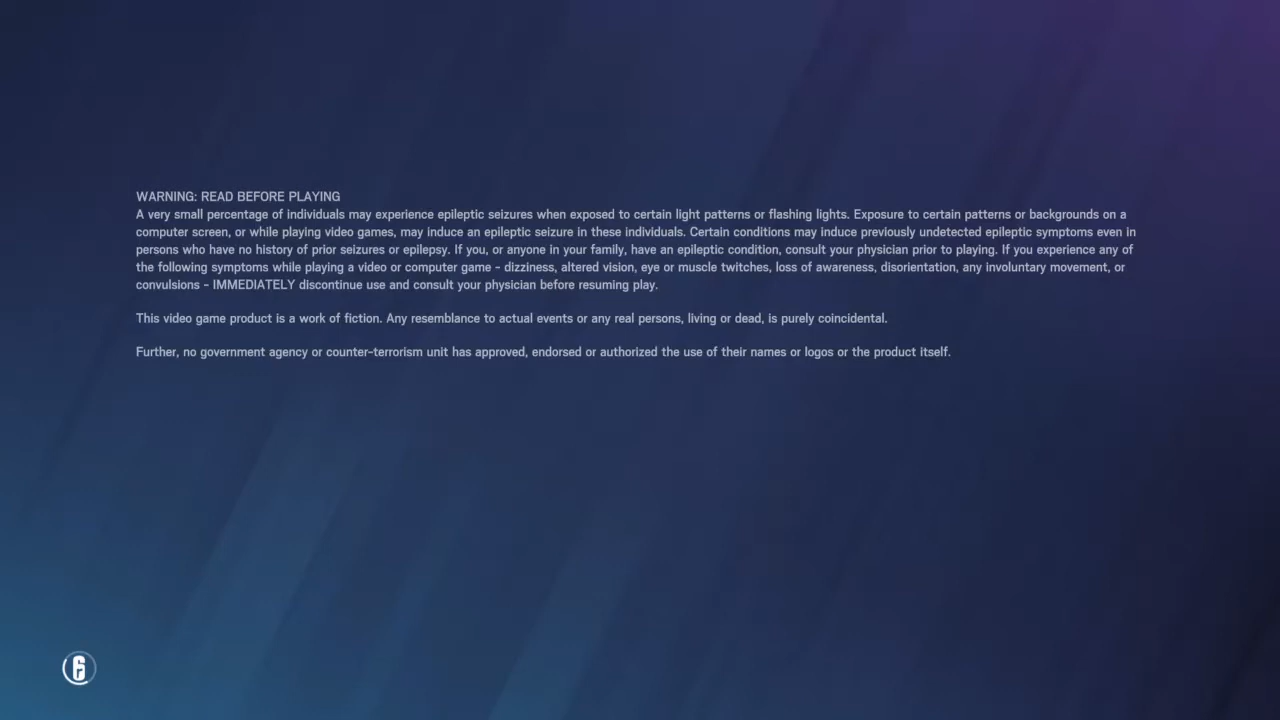 WARNING: READ BEFORE PLAYING
A very small percentage of individuals may experience epileptic seizures when exposed to certain light patterns or flashing lights. Exposure to certain patterns or backgrounds on a
computer screen, or while playing video games, may induce an epileptic seizure in these individuals. Certain conditions may induce previously undetected epileptic symptoms even in
persons who have no history of prior seizures or epilepsy. If you, or anyone in your family, have an epileptic condition, consult your physician prior to playing. If you experience any of
the following symptoms while playing a video or computer game - dizziness, altered vision, eye or muscle twitches, loss of awareness, disorientation, any involuntary movement, or
convulsions - IMMEDIATELY discontinue use and consult your physician before resuming play.
This video game product is a work of fiction. Any resemblance to actual events or any real persons, living or dead, is purely coincidental.
Further, no government agency or counter-terrorism unit has approved, endorsed or authorized the use of their names or logos or the product itself.
6